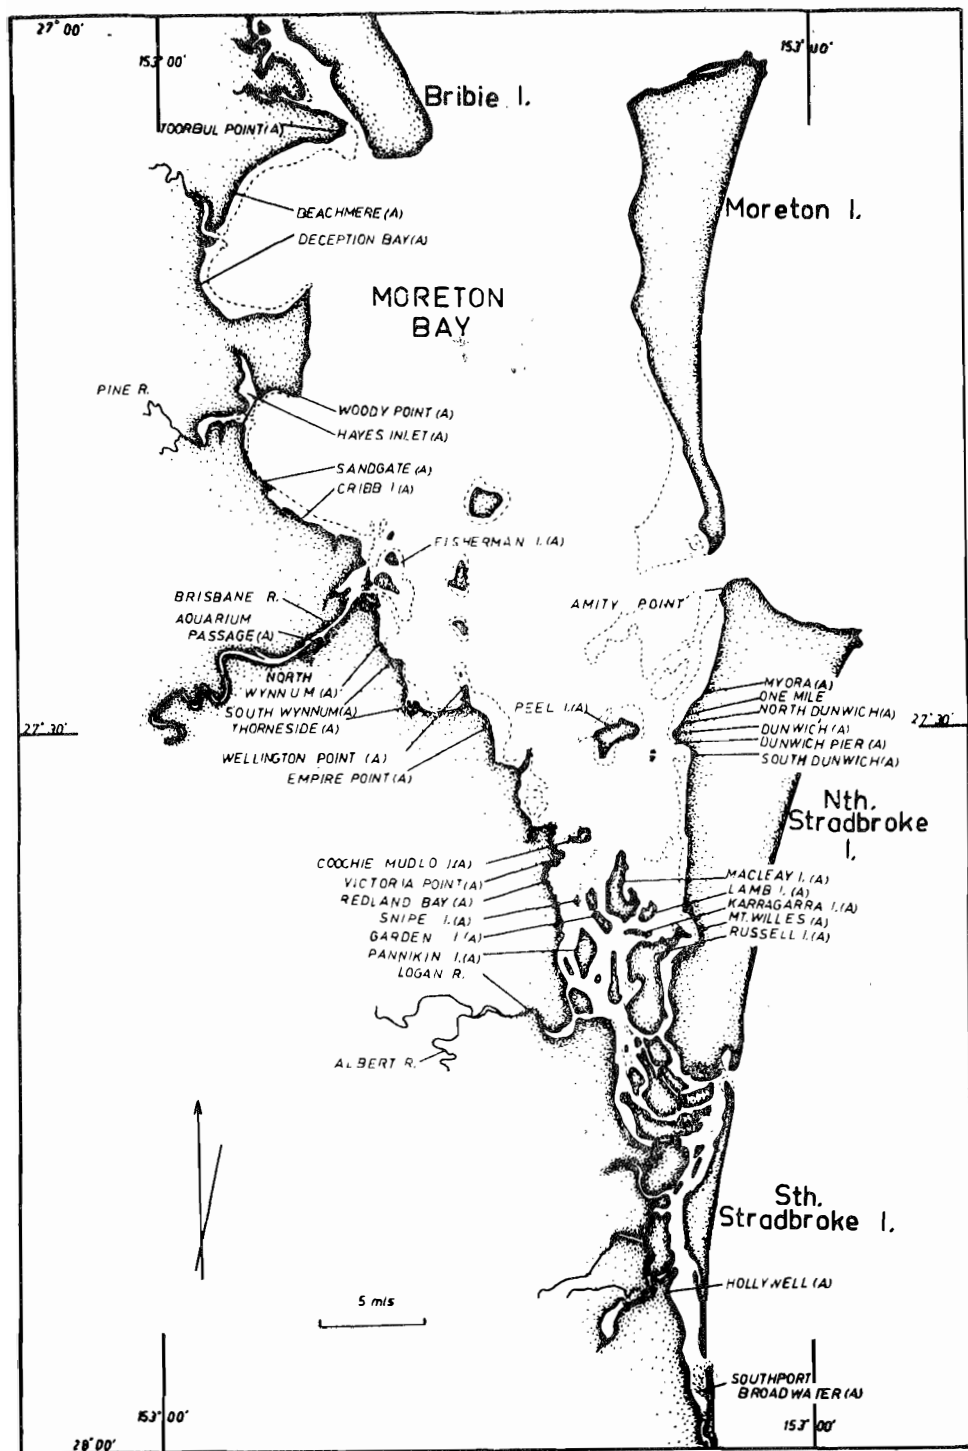 27° 00'
153° 00'
153° 00'
Bribie I.
TOORBUL POINT(A)
Moreton I.
BEACHMERE (A)
DECEPTION BAY(A)
MORETON
BAY
PINE R.
WOODY POINT (A)
HAYES INLET(A)
SANDGATE (A)
CRIBB I (A)
FISHERMAN I.(A)
BRISBANE R.
AQUARIUM
PASSAGE(A)
AMITY POINT
NORTH
WYNNUM (A)
SOUTH WYNNUM(A)
THORNESIDE (A)
MYORA(A)
ONE MILE
NORTH DUNWICH(A)
PEEL I.(A)
27° 30'
27° 30'
DUNWICH (A)
DUNWICH PIER (A)
SOUTH DUNWICH(A)
WELLINGTON POINT (A)
EMPIRE POINT(A)
Nth.
Stradbroke
I.
COOCHIE MUDLO I.(A)
VICTORIA POINT(A)
REDLAND BAY (A)
SNIPE I.(A)
GARDEN I (A)
PANNIKIN I.(A)
LOGAN R.
MACLEAY I.(A)
LAMB I.(A)
KARRAGARRA I.(A)
MT.WILLES (A)
RUSSELL I.(A)
ALBERT R.
Sth.
Stradbroke I.
HOLLYWELL (A)
5 mls
SOUTHPORT
BROADWATER(A)
153° 00'
153° 00'
28° 00'